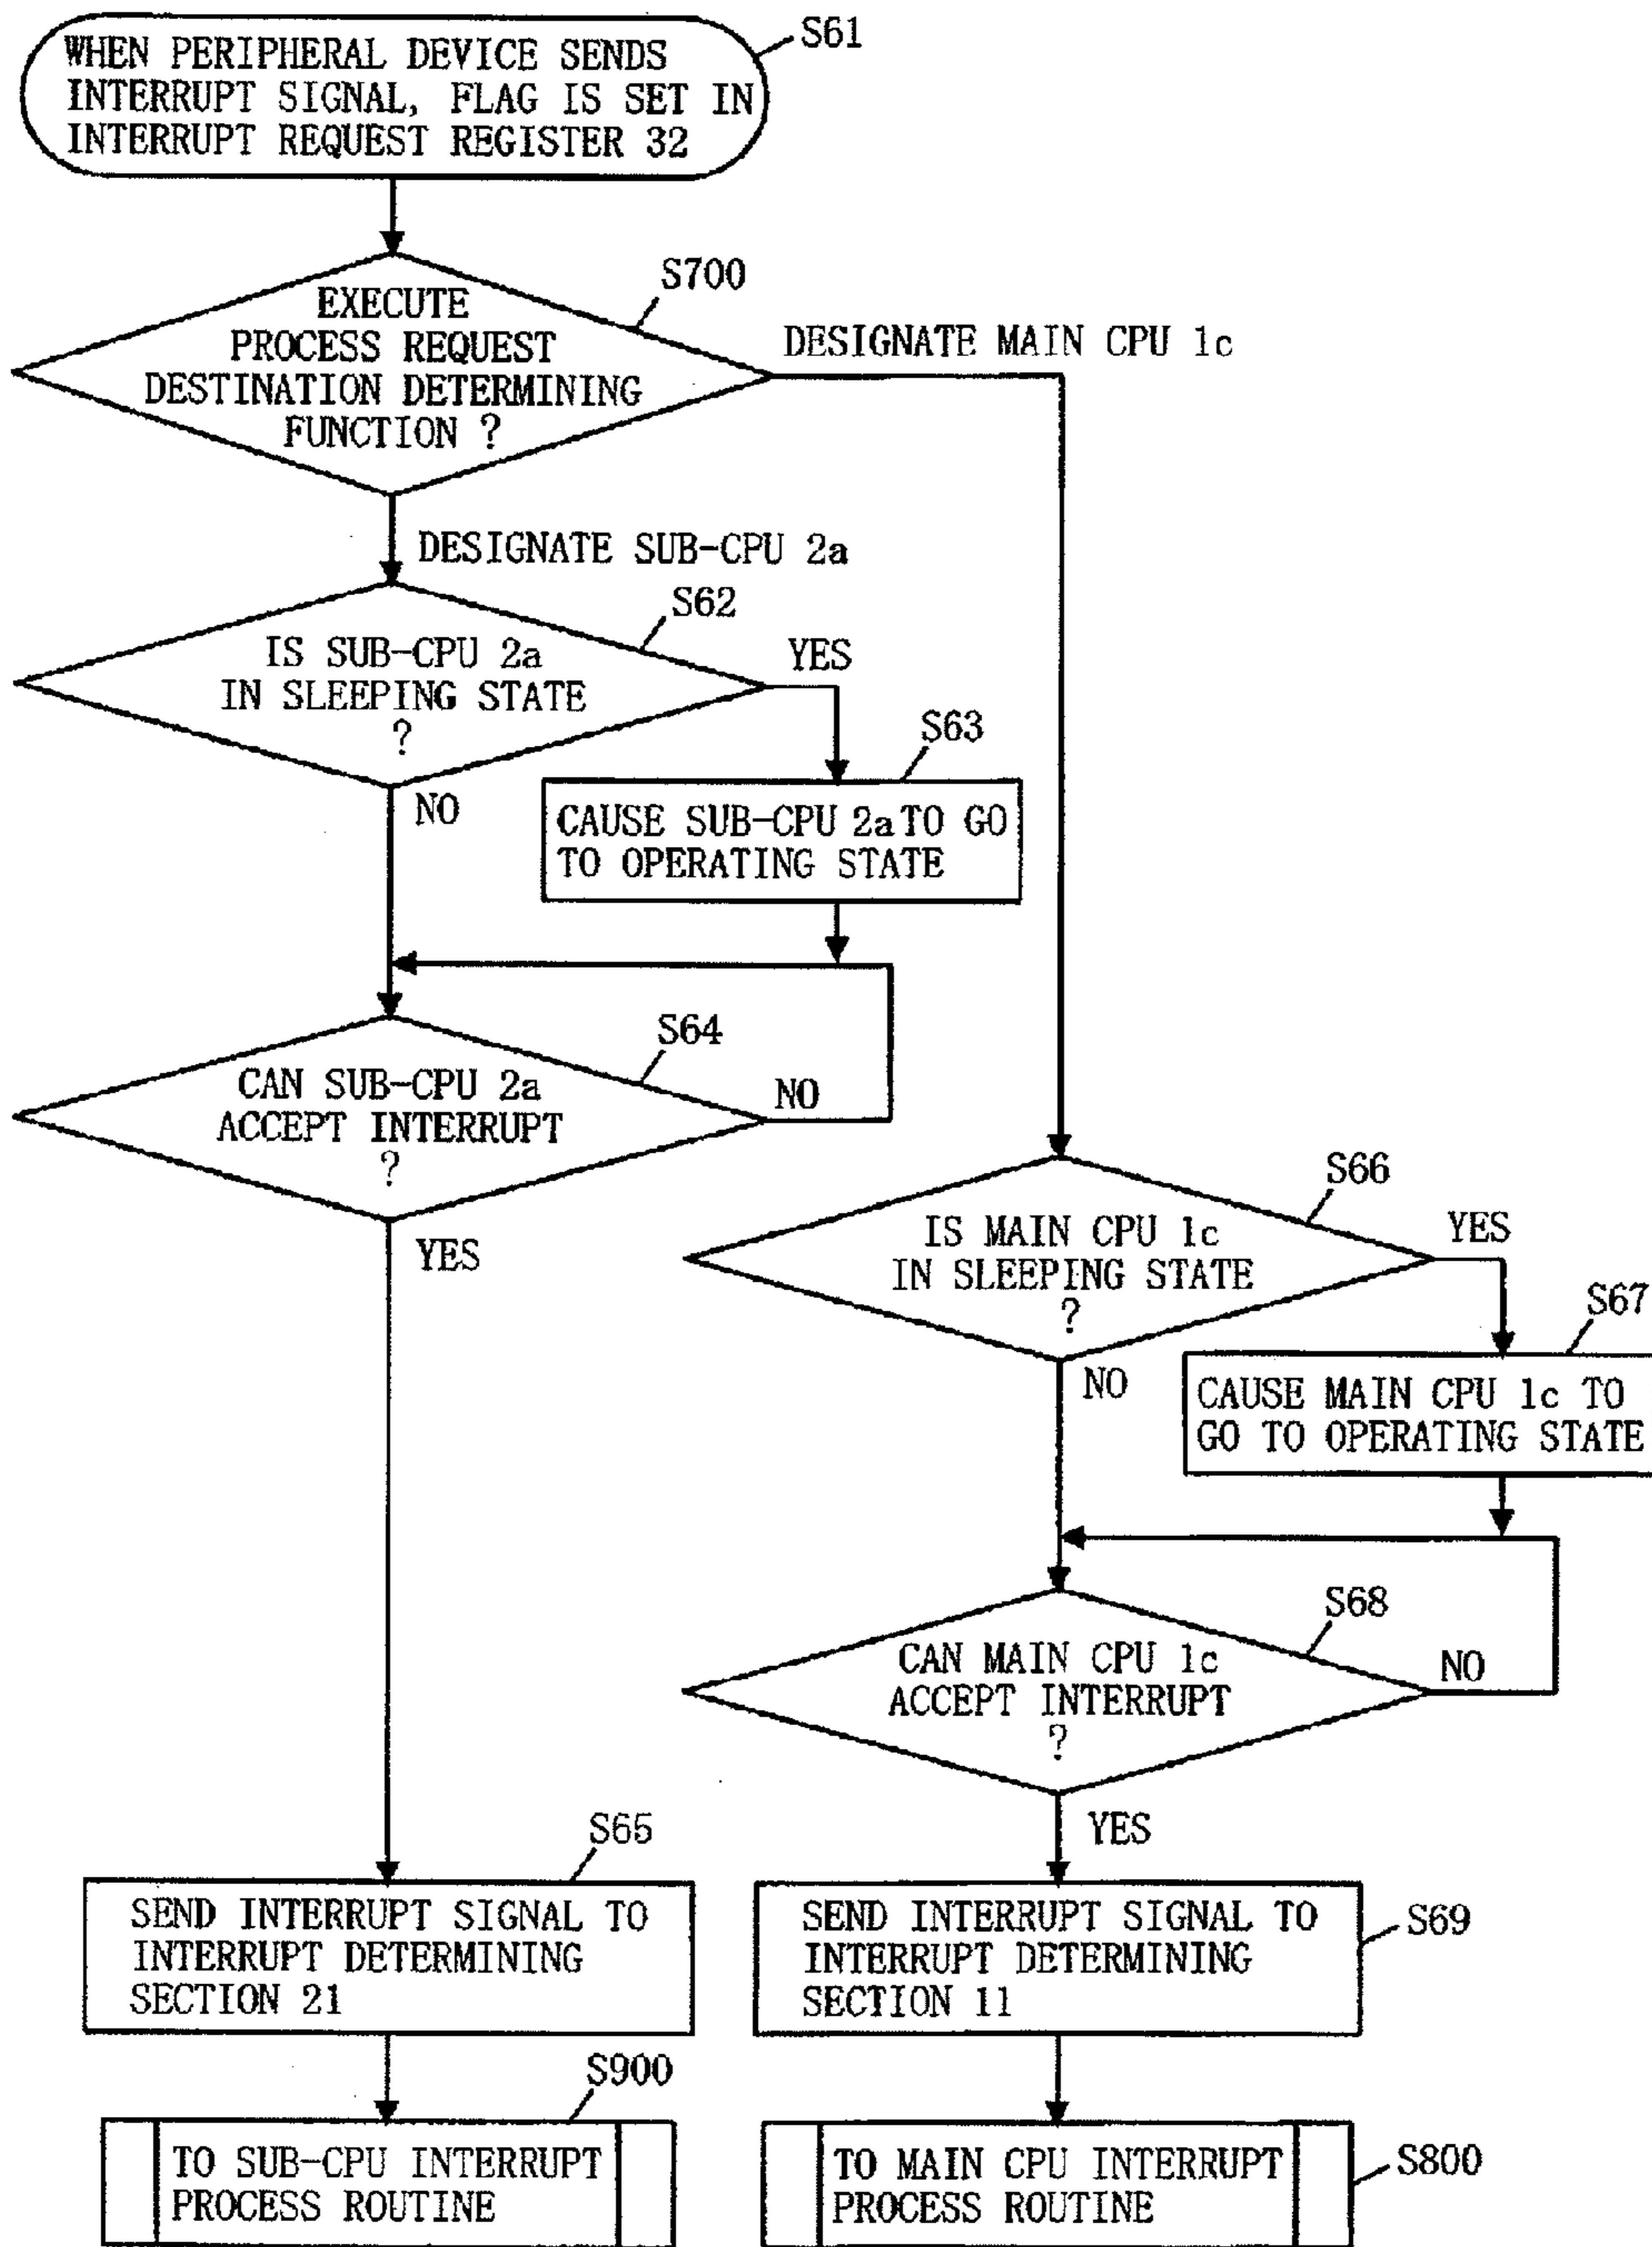 S61
WHEN PERIPHERAL DEVICE SENDS
INTERRUPT SIGNAL, FLAG IS SET IN
INTERRUPT REQUEST REGISTER 32
S700
EXECUTE
PROCESS REQUEST
DESTINATION DETERMINING
FUNCTION ?
DESIGNATE MAIN CPU 1c
DESIGNATE SUB-CPU 2a
S62
IS SUB-CPU 2a
IN SLEEPING STATE
?
YES
NO
S63
CAUSE SUB-CPU 2a TO GO
TO OPERATING STATE
S64
CAN SUB-CPU 2a
ACCEPT INTERRUPT
?
NO
YES
S66
IS MAIN CPU 1c
IN SLEEPING STATE
?
YES
NO
S67
CAUSE MAIN CPU 1c TO
GO TO OPERATING STATE
S68
CAN MAIN CPU 1c
ACCEPT INTERRUPT
?
NO
YES
S65
SEND INTERRUPT SIGNAL TO
INTERRUPT DETERMINING
SECTION 21
S69
SEND INTERRUPT SIGNAL TO
INTERRUPT DETERMINING
SECTION 11
S900
TO SUB-CPU INTERRUPT
PROCESS ROUTINE
S800
TO MAIN CPU INTERRUPT
PROCESS ROUTINE